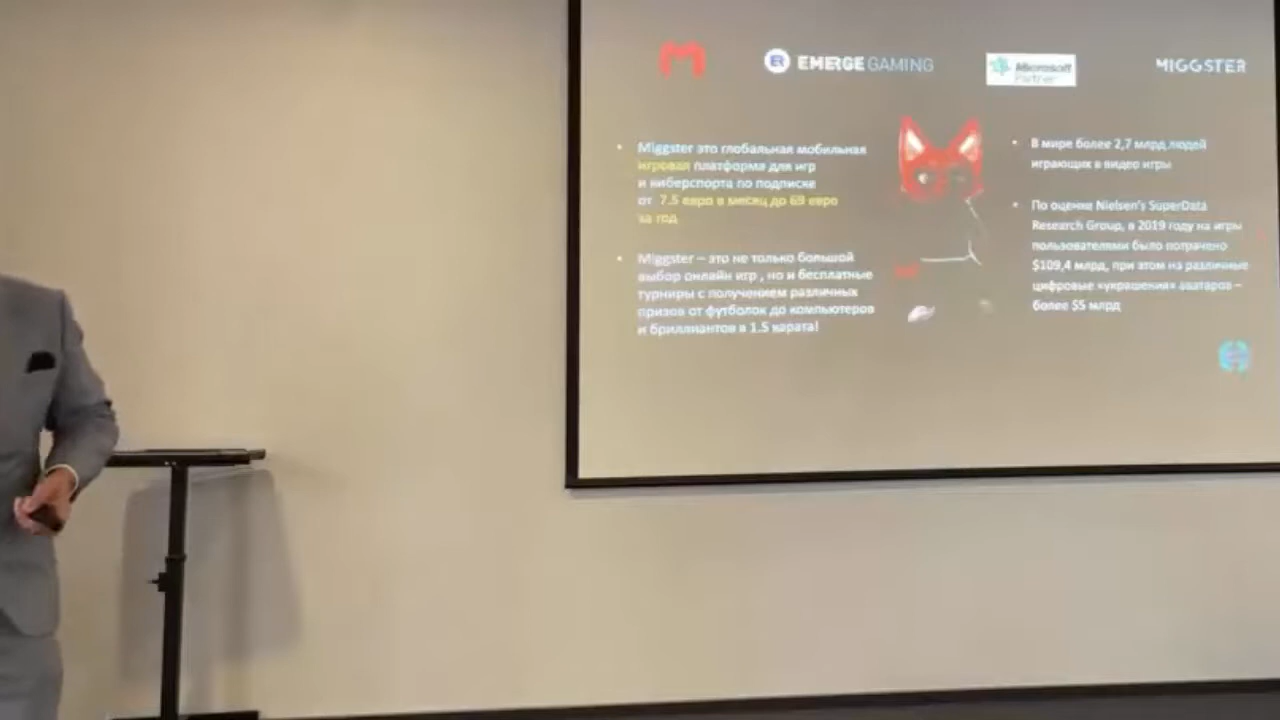 EMERGE GAMING
Microsoft
Partner
MIGGSTER
Miggster это глобальная мобильная
игровая платформа для игр
и киберспорта по подписке
от 7.5 евро в месяц до 69 евро
за год
Miggster – это не только большой
выбор онлайн игр , но и бесплатные
турниры с получением различных
призов от футболок до компьютеров
и бриллиантов в 1.5 карата!
В мире более 2,7 млрд людей
играющих в видео игры
По оценке Nielsen's SuperData
Research Group, в 2019 году на игры
пользователями было потрачено
$109,4 млрд, при этом на различные
цифровые «украшения» аватаров –
более $5 млрд